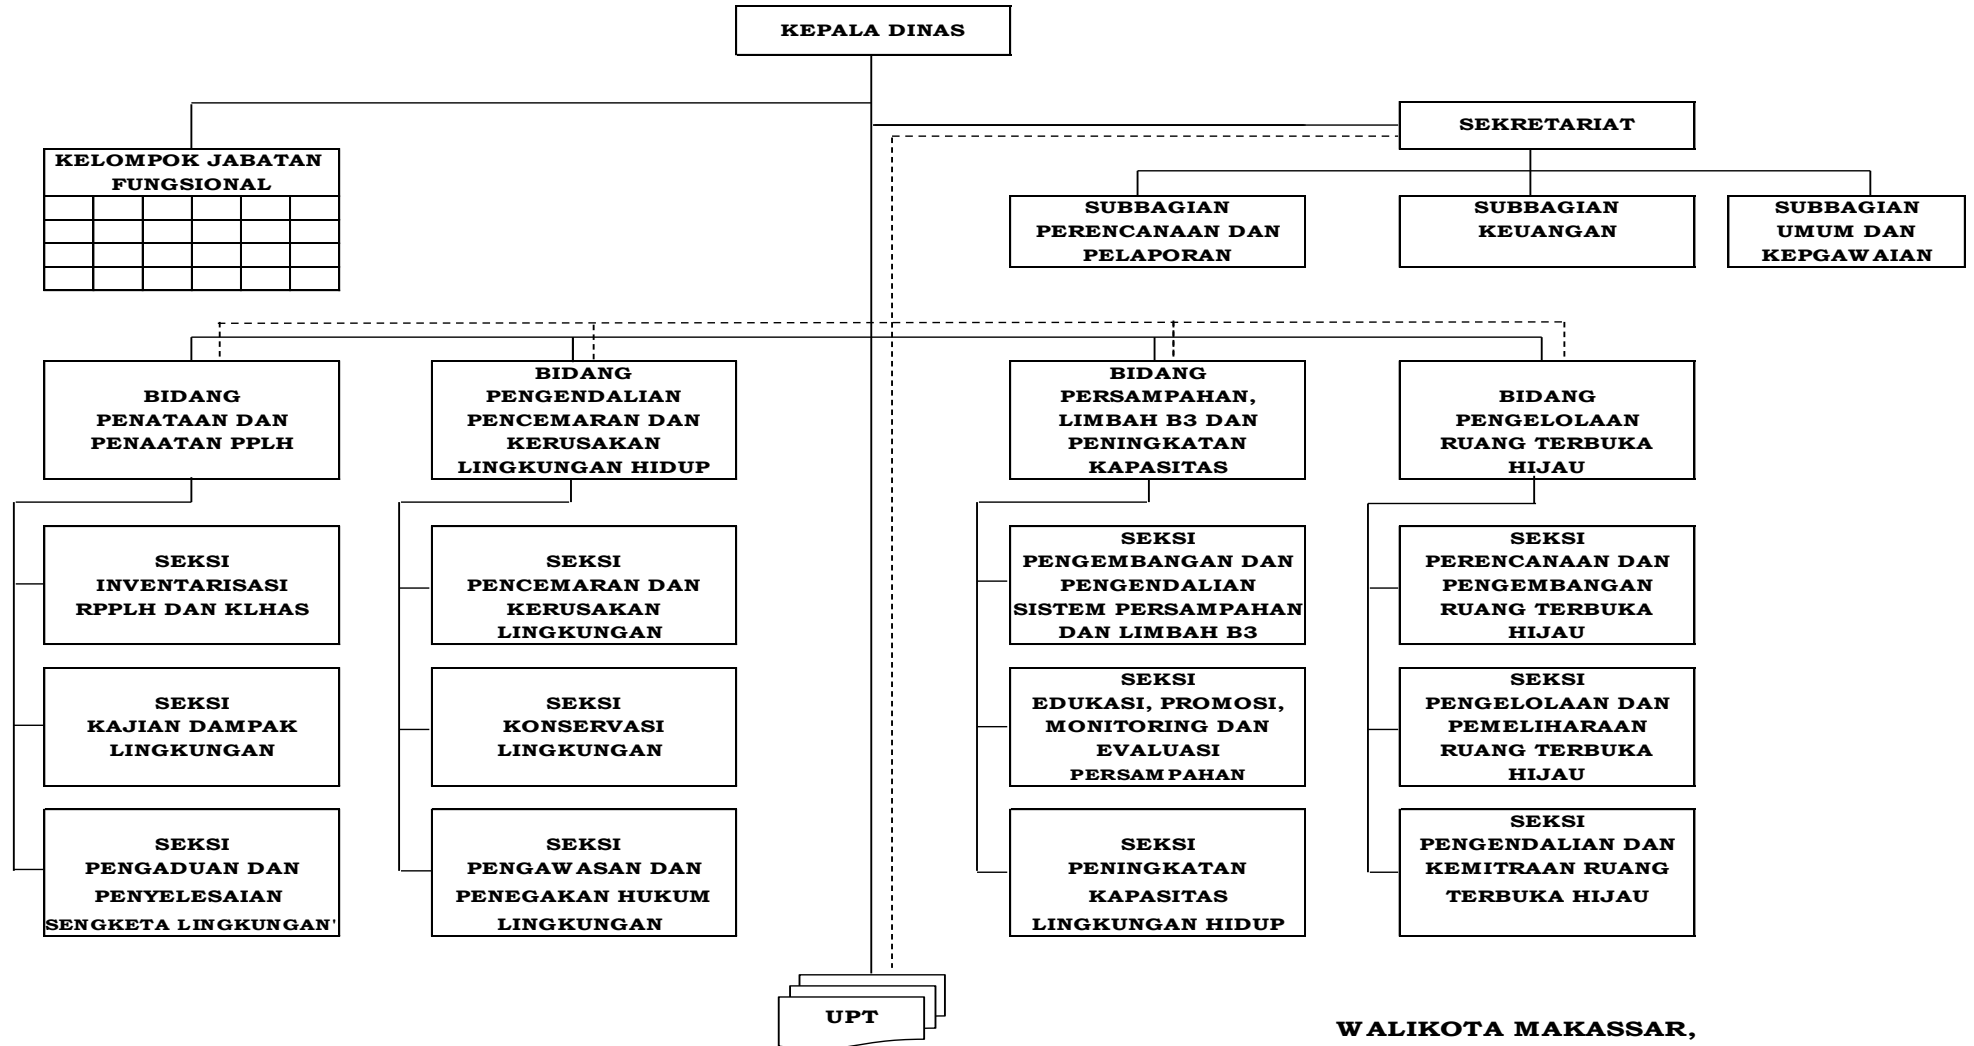 KEPALA DINAS
SEKRETARIAT
KELOMPOK JABATAN
FUNGSIONAL
SUBBAGIAN
PERENCANAAN DAN
PELAPORAN
SUBBAGIAN
KEUANGAN
SUBBAGIAN
UMUM DAN
KEPGAWAIAN
BIDANG
PENATAAN DAN
PENAATAN PPLH
BIDANG
PENGENDALIAN
PENCEMARAN DAN
KERUSAKAN
LINGKUNGAN HIDUP
BIDANG
PERSAMPAHAN,
LIMBAH B3 DAN
PENINGKATAN
KAPASITAS
BIDANG
PENGELOLAAN
RUANG TERBUKA
HIJAU
SEKSI
INVENTARISASI
RPPLH DAN KLHAS
SEKSI
PENCEMARAN DAN
KERUSAKAN
LINGKUNGAN
SEKSI
PENGEMBANGAN DAN
PENGENDALIAN
SISTEM PERSAMPAHAN
DAN LIMBAH B3
SEKSI
PERENCANAAN DAN
PENGEMBANGAN
RUANG TERBUKA
HIJAU
SEKSI
KAJIAN DAMPAK
LINGKUNGAN
SEKSI
KONSERVASI
LINGKUNGAN
SEKSI
EDUKASI, PROMOSI,
MONITORING DAN
EVALUASI
PERSAMPAHAN
SEKSI
PENGELOLAAN DAN
PEMELIHARAAN
RUANG TERBUKA
HIJAU
SEKSI
PENGADUAN DAN
PENYELESAIAN
SENGKETA LINGKUNGAN'
SEKSI
PENGAWASAN DAN
PENEGAKAN HUKUM
LINGKUNGAN
SEKSI
PENINGKATAN
KAPASITAS
LINGKUNGAN HIDUP
SEKSI
PENGENDALIAN DAN
KEMITRAAN RUANG
TERBUKA HIJAU
UPT
WALIKOTA MAKASSAR,